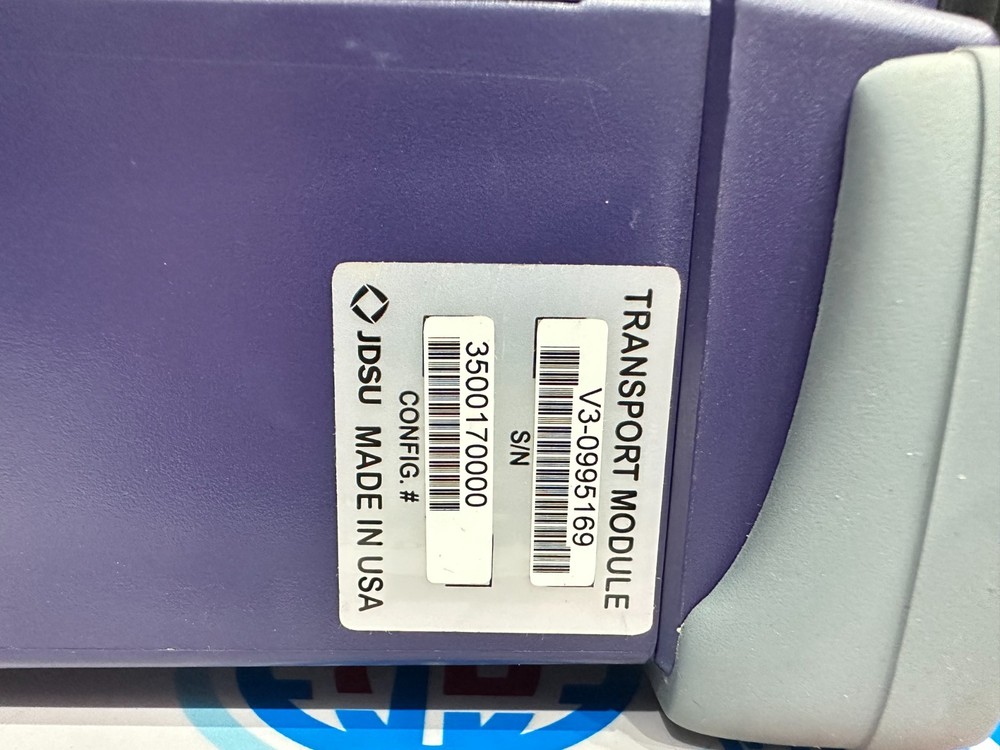 TRANSPORT MODULE
V3-0995169
S/N
3500170000
CONFIG. #
JDSU MADE IN USA